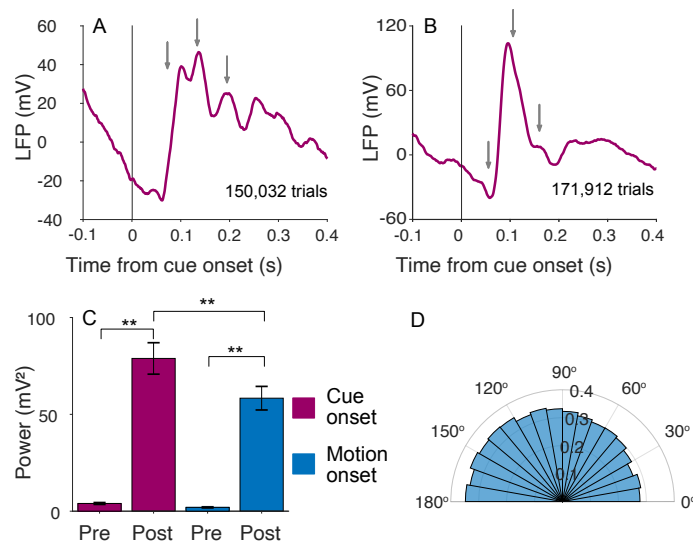 A
LFP (mV)
60
40
20
0
-20
-40
150,032 trials
-0.1 0 0.1 0.2 0.3 0.4
Time from cue onset (s)
B
LFP (mV)
120
60
0
-60
171,912 trials
-0.1 0 0.1 0.2 0.3 0.4
Time from cue onset (s)
C
Power (mV²)
100
50
0
**
**
**
Pre Post Pre Post
Cue
onset
Motion
onset
D
90º
120º 60º
150º 30º
180º 0º
0.4
0.3
0.2
0.1